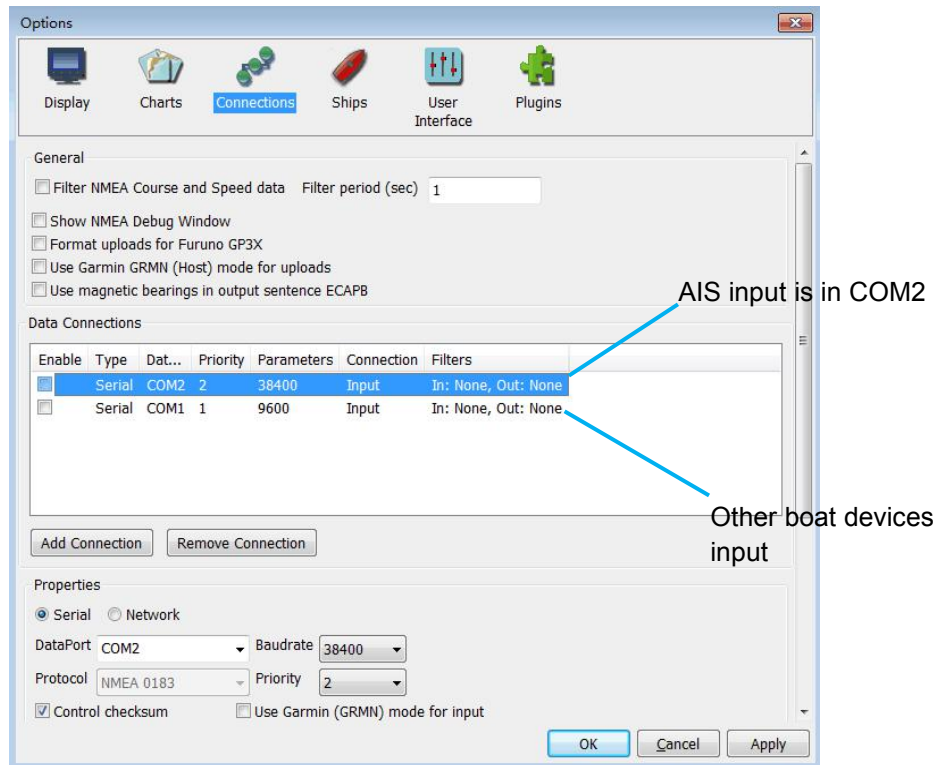 Options
Display Charts Connections Ships User Interface Plugins
General
Filter NMEA Course and Speed data Filter period (sec) 1
Show NMEA Debug Window
Format uploads for Furuno GP3X
Use Garmin GRMN (Host) mode for uploads
Use magnetic bearings in output sentence ECAPB
AIS input is in COM2
Data Connections
Enable Type Dat... Priority Parameters Connection Filters
Serial COM2 2 38400 Input In: None, Out: None
Serial COM1 1 9600 Input In: None, Out: None
Other boat devices
input
Add Connection Remove Connection
Properties
Serial Network
DataPort COM2 Baudrate 38400
Protocol NMEA 0183 Priority 2
Control checksum Use Garmin (GRMN) mode for input
OK Cancel Apply